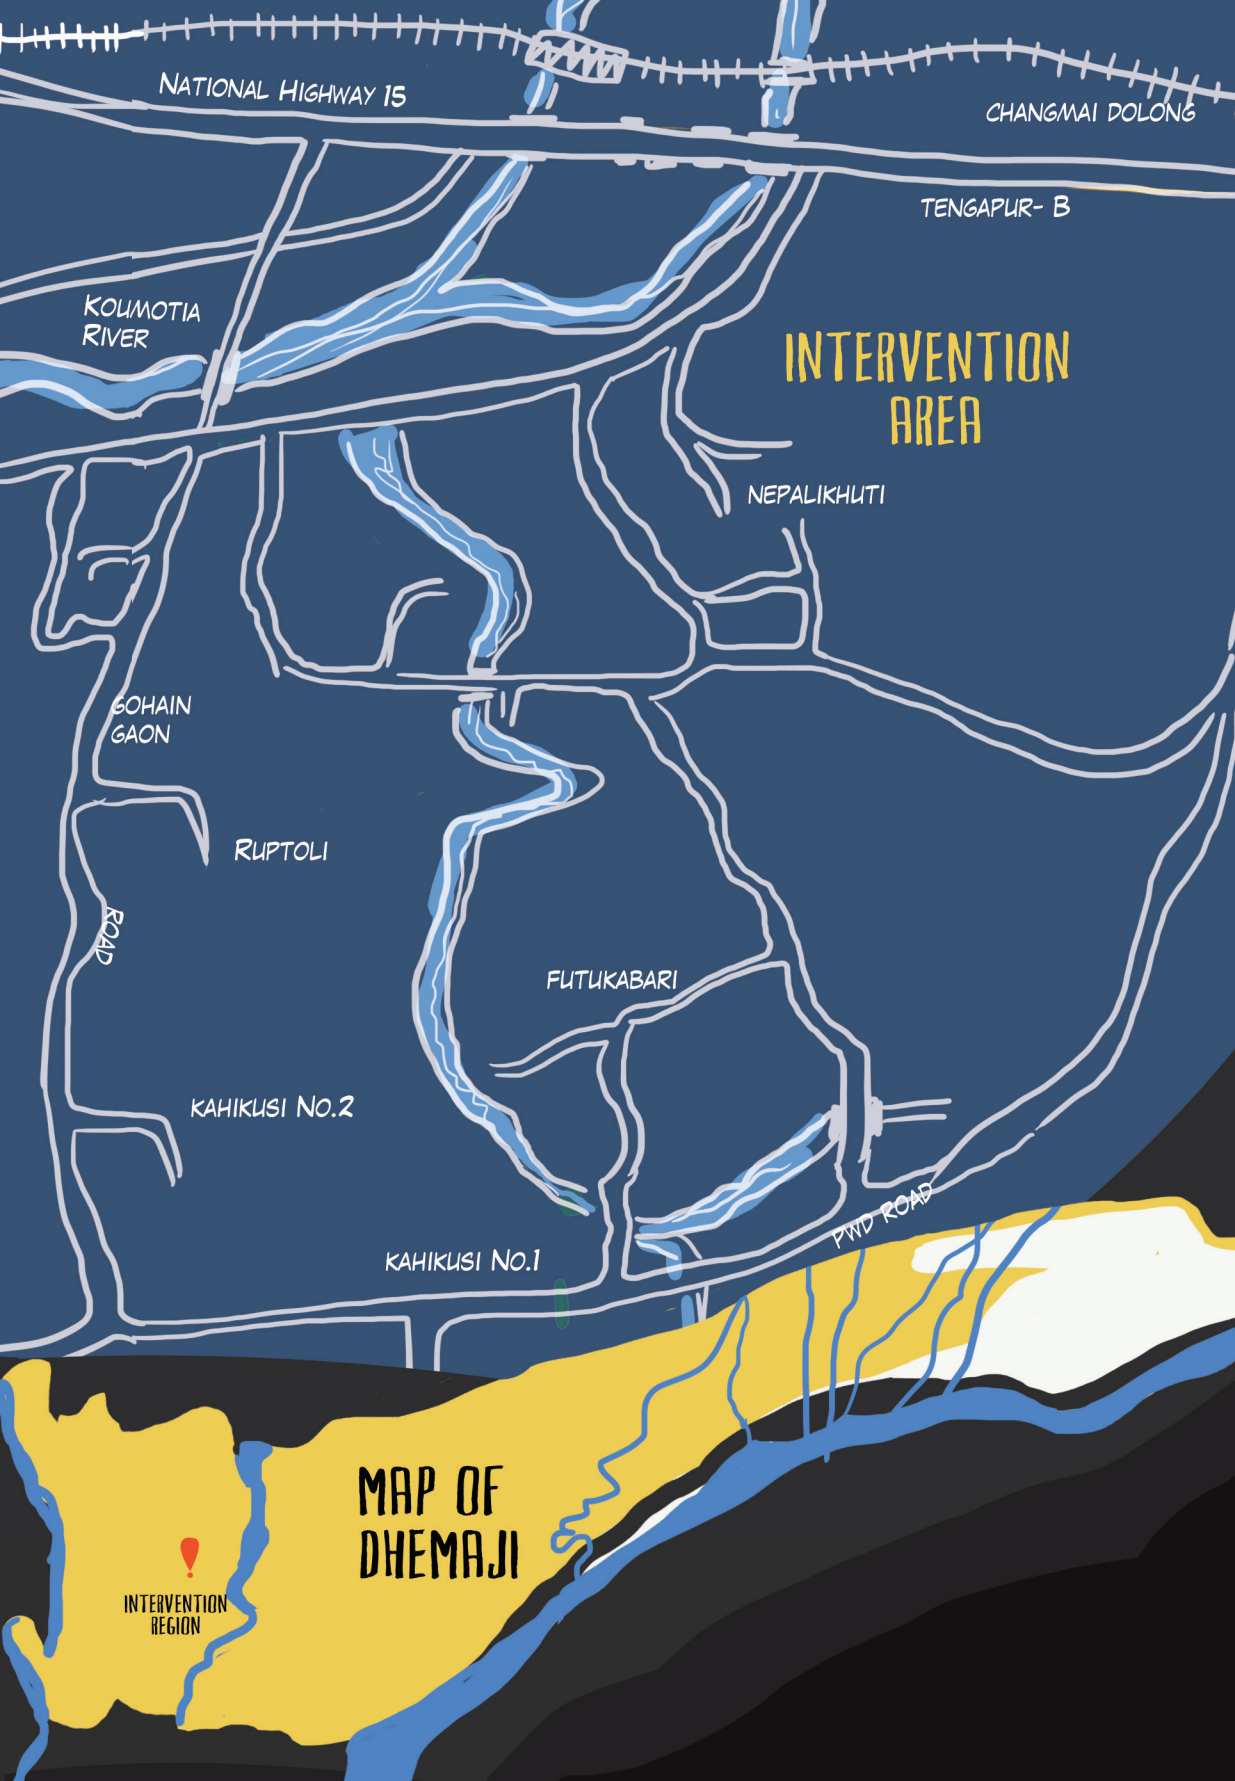 NATIONAL HIGHWAY 15
CHANGMAI DOLONG
TENGAPUR- B
KOUMOTIA
RIVER
INTERVENTION
AREA
NEPALIKHUTI
GOHAIN
GAON
RUPTOLI
ROAD
FUTUKABARI
KAHIKUSI NO.2
PWD ROAD
KAHIKUSI NO.1
MAP OF
DHEMAJI
INTERVENTION
REGION